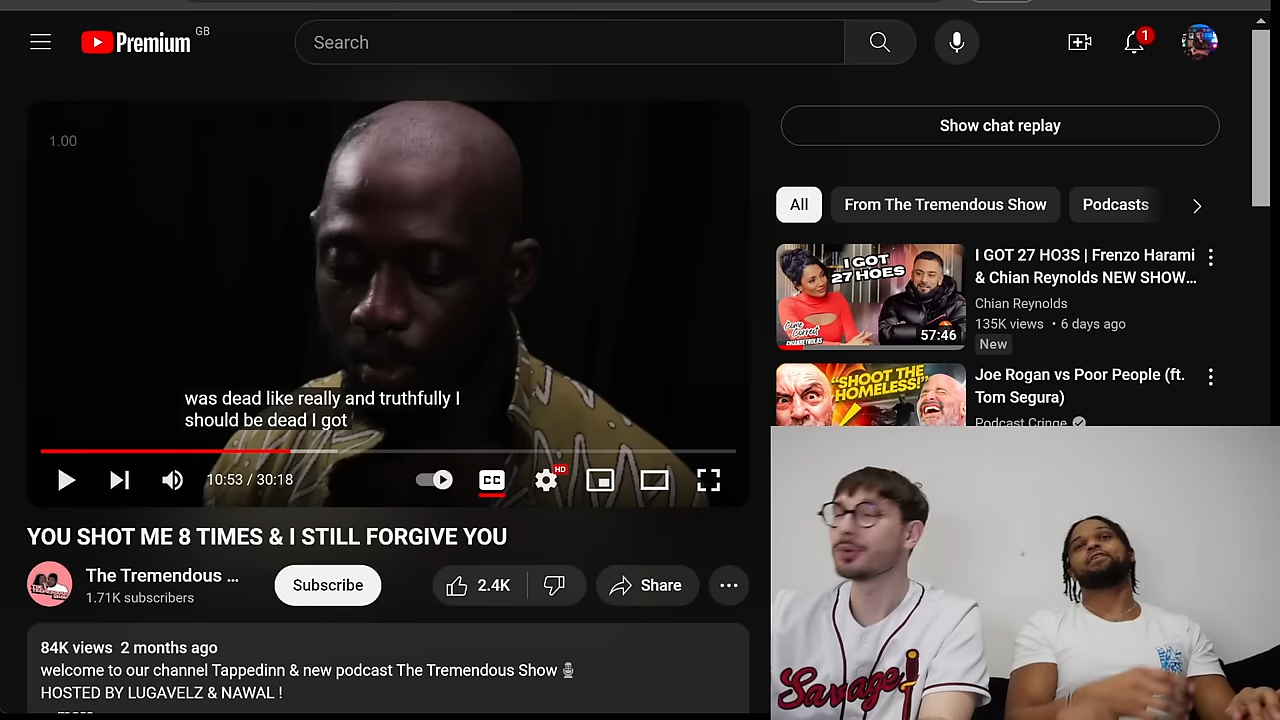 Premium GB
Search
1
1.00
was dead like really and truthfully I
should be dead I got
10:53 / 30:18
CC
HD
YOU SHOT ME 8 TIMES & I STILL FORGIVE YOU
The Tremendous ...
1.71K subscribers
Subscribe
2.4K
Share
84K views 2 months ago
welcome to our channel Tappedinn & new podcast The Tremendous Show 🎙
HOSTED BY LUGAVELZ & NAWAL !
Show chat replay
All
From The Tremendous Show
Podcasts
I GOT
27 HOES
57:46
I GOT 27 HO3S | Frenzo Harami
& Chian Reynolds NEW SHOW...
Chian Reynolds
135K views • 6 days ago
New
"SHOOT THE
HOMELESS!"
Joe Rogan vs Poor People (ft.
Tom Segura)
Podcast Cringe
Savage